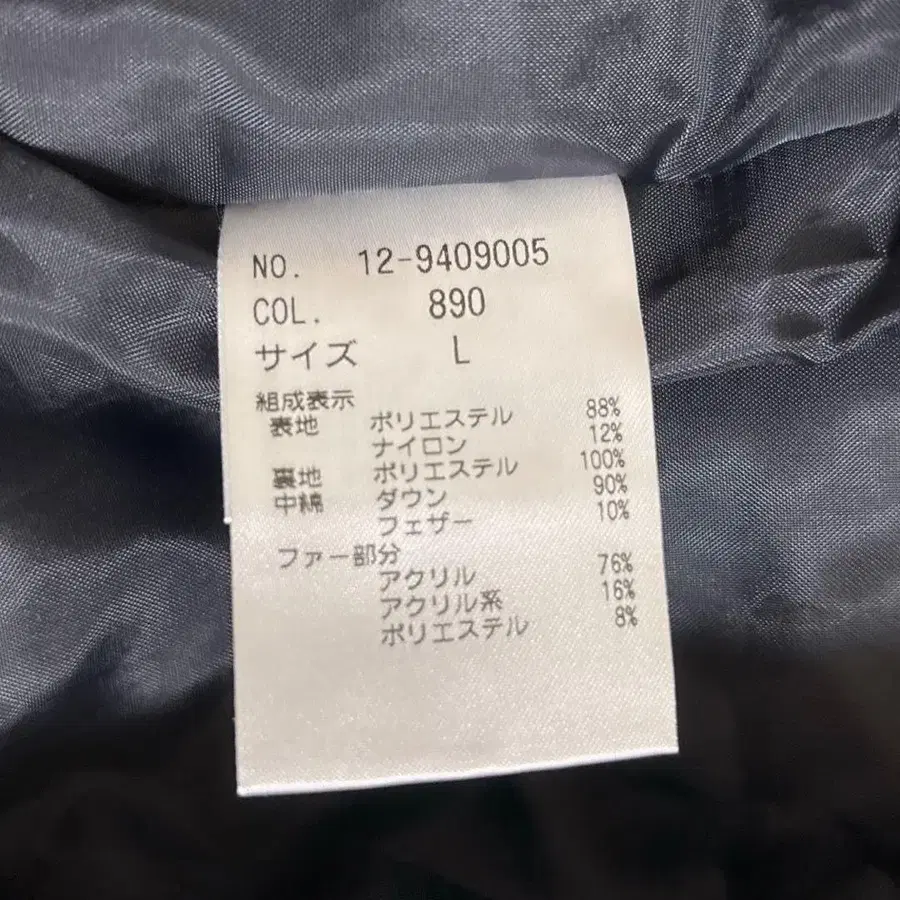 NO. 12-9409005
COL. 890
サイズ L
組成表示
表地 ポリエステル 88%
ナイロン 12%
裏地 ポリエステル 100%
中綿 ダウン 90%
フェザー 10%
ファー部分
アクリル 76%
アクリル系 16%
ポリエステル 8%